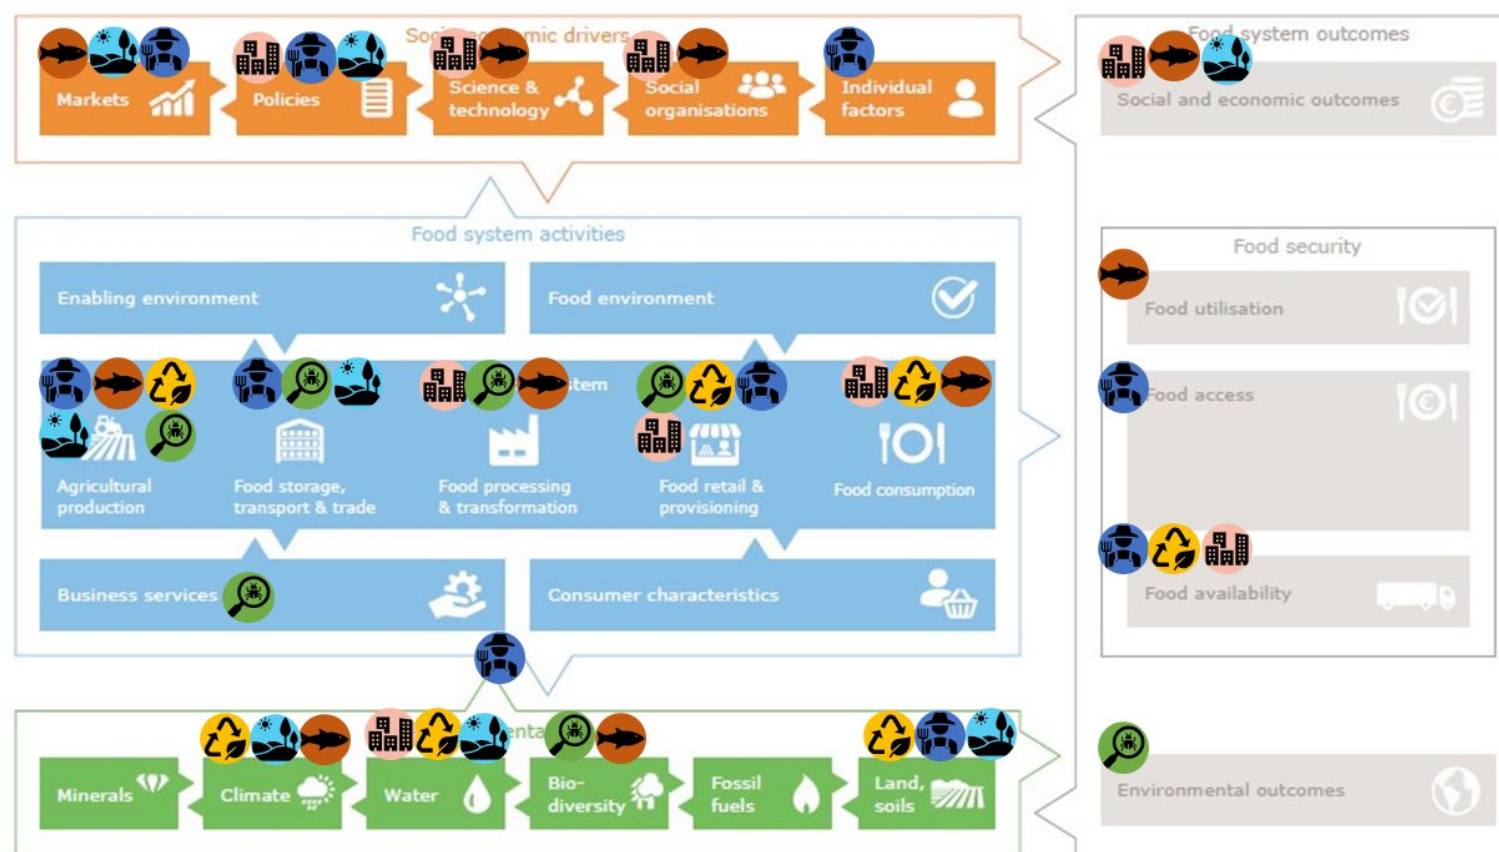 drivers
Markets
Policies
Science &
technology
Social
organisations
Individual
factors
Food system outcomes
Social and economic outcomes
Food system activities
Enabling environment
Food environment
Agricultural
production
Food storage,
transport & trade
Food processing
& transformation
Food retail &
provisioning
Food consumption
Business services
Consumer characteristics
Food security
Food utilisation
Food access
Food availability
Minerals
Climate
Water
Bio-
diversity
Fossil
fuels
Land,
soils
Environmental outcomes